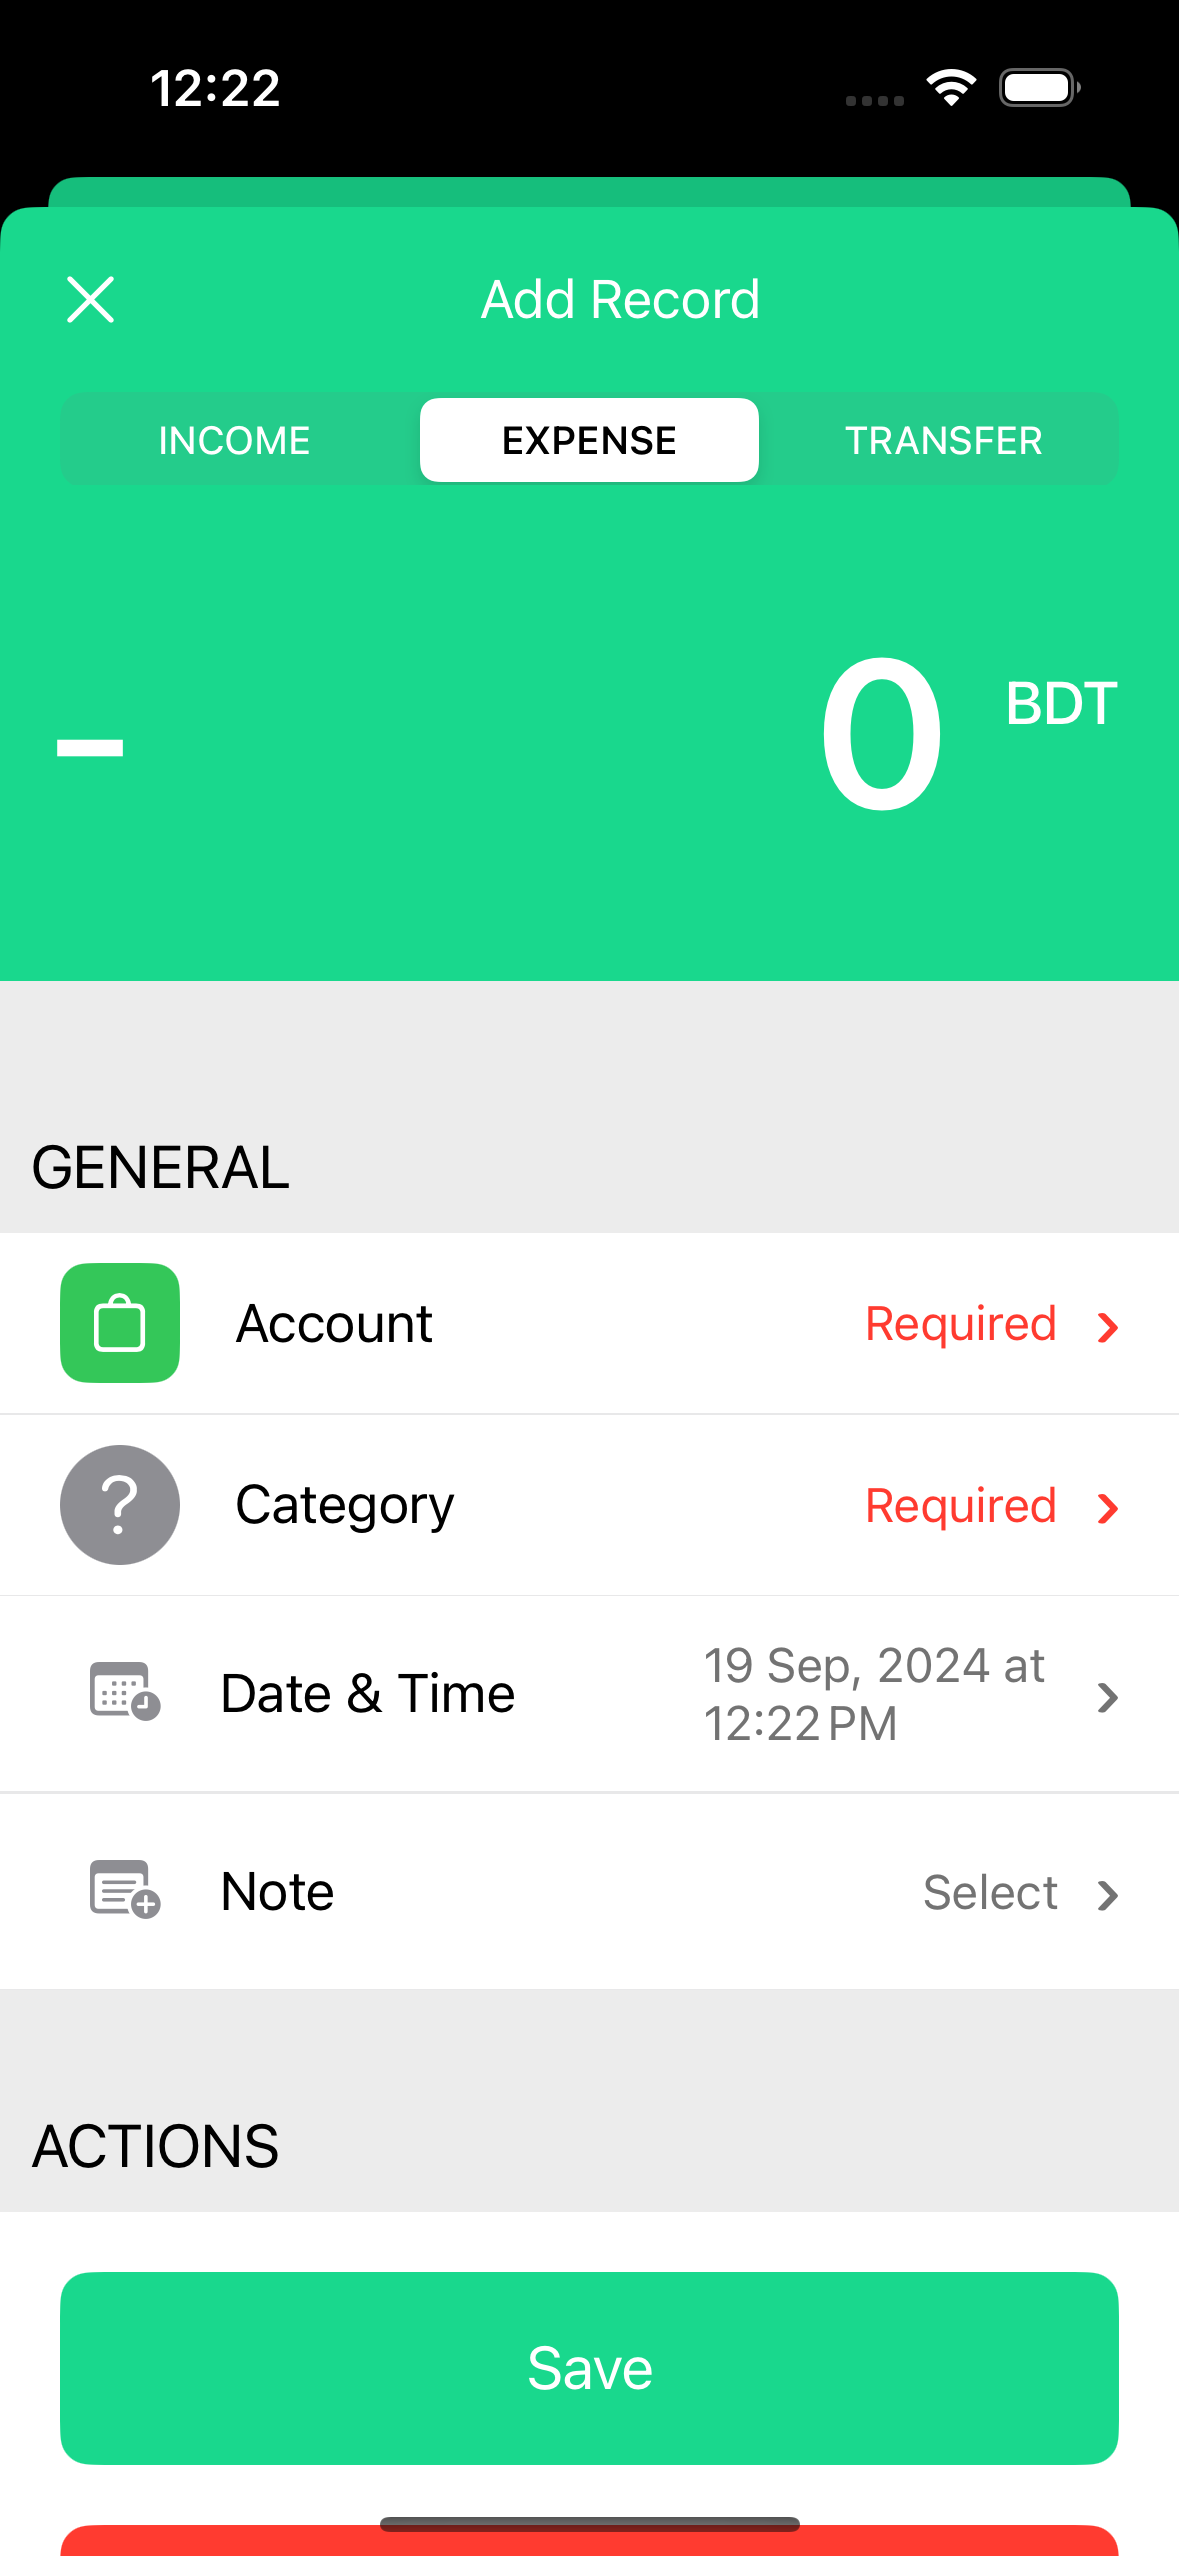 12:22
Add Record
INCOME EXPENSE TRANSFER
- 0 BDT
GENERAL
Account Required
Category Required
Date & Time 19 Sep, 2024 at
12:22 PM
Note Select
ACTIONS
Save